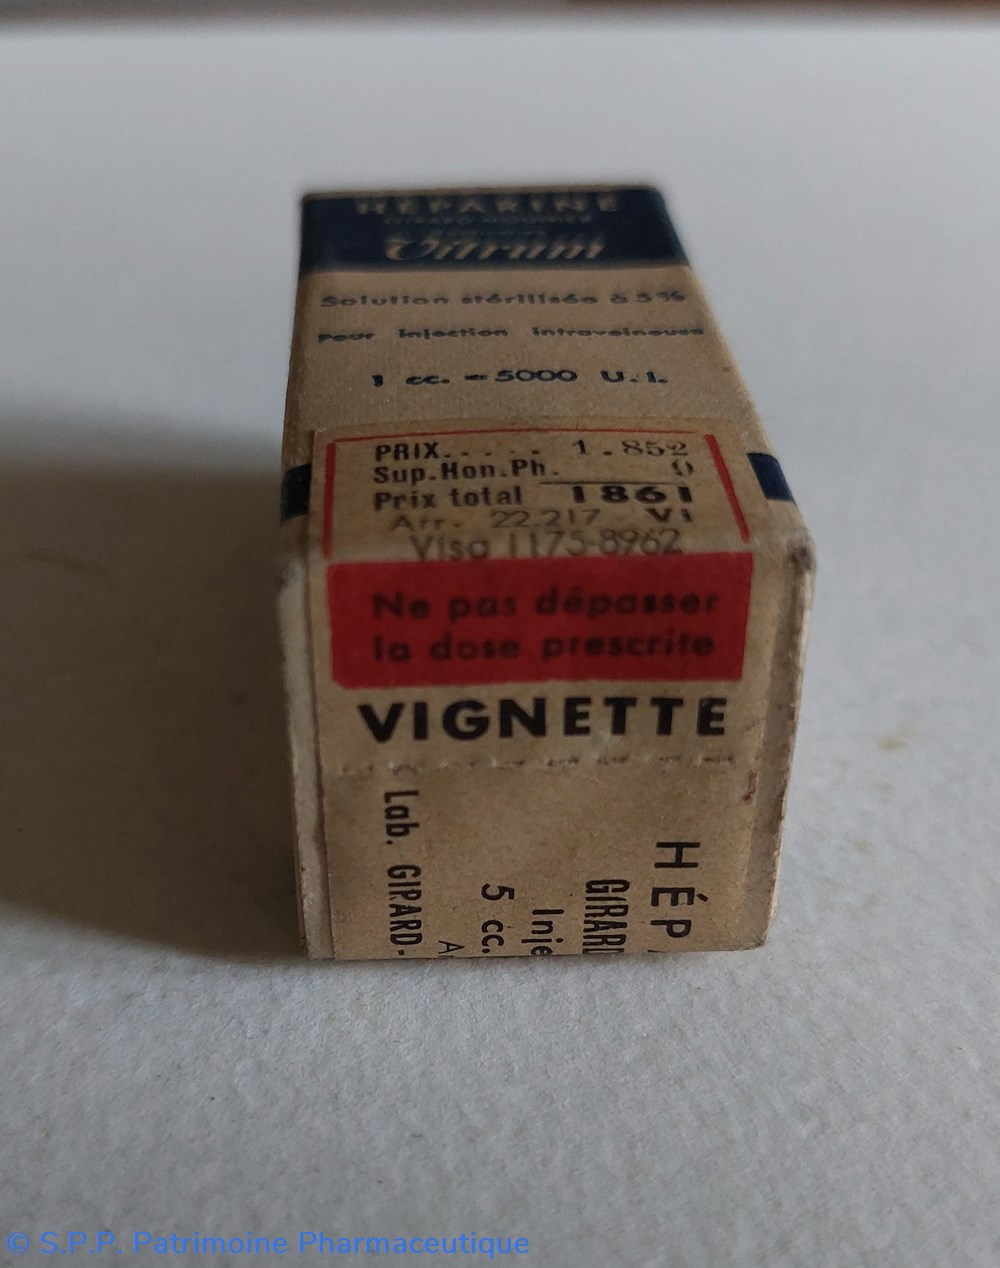 HÉPARINE
Vitrum
Solution stérilisée à 5%
Pour injection intraveineuse
1 cc. = 5000 U.I.
PRIX..... 1.852
Sup.Hon.Ph. 9
Prix total 1861
Arr. 22.217 VI
Visa 1175-8962
Ne pas dépasser
la dose prescrite
VIGNETTE
HÉP
GIRARD
Inje
5 cc.
A
Lab. GIRARD-
© S.P.P. Patrimoine Pharmaceutique